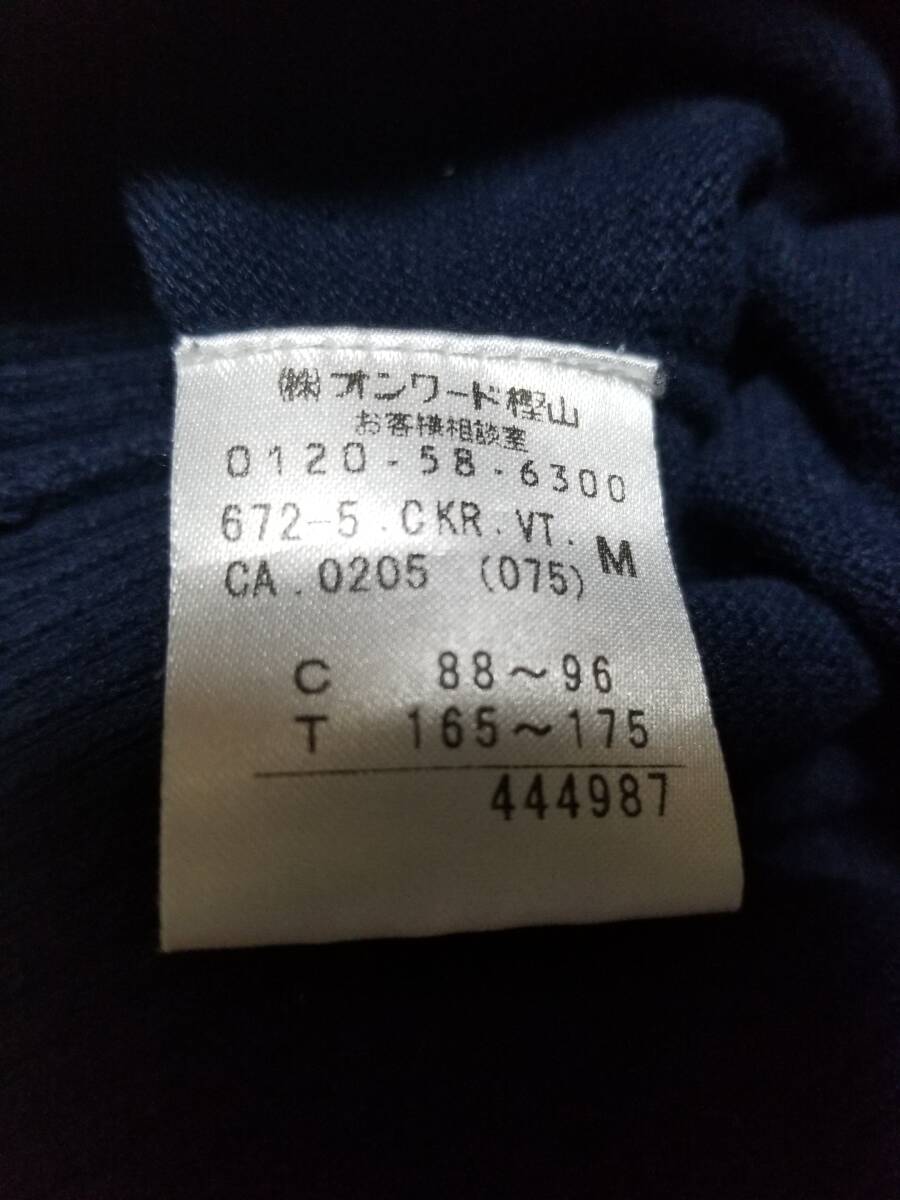 ㈱オンワード樫山
お客様相談室
0120-58-6300
672-5.CKR.VT. M
CA.0205 (075)
C 88～96
T 165～175
444987